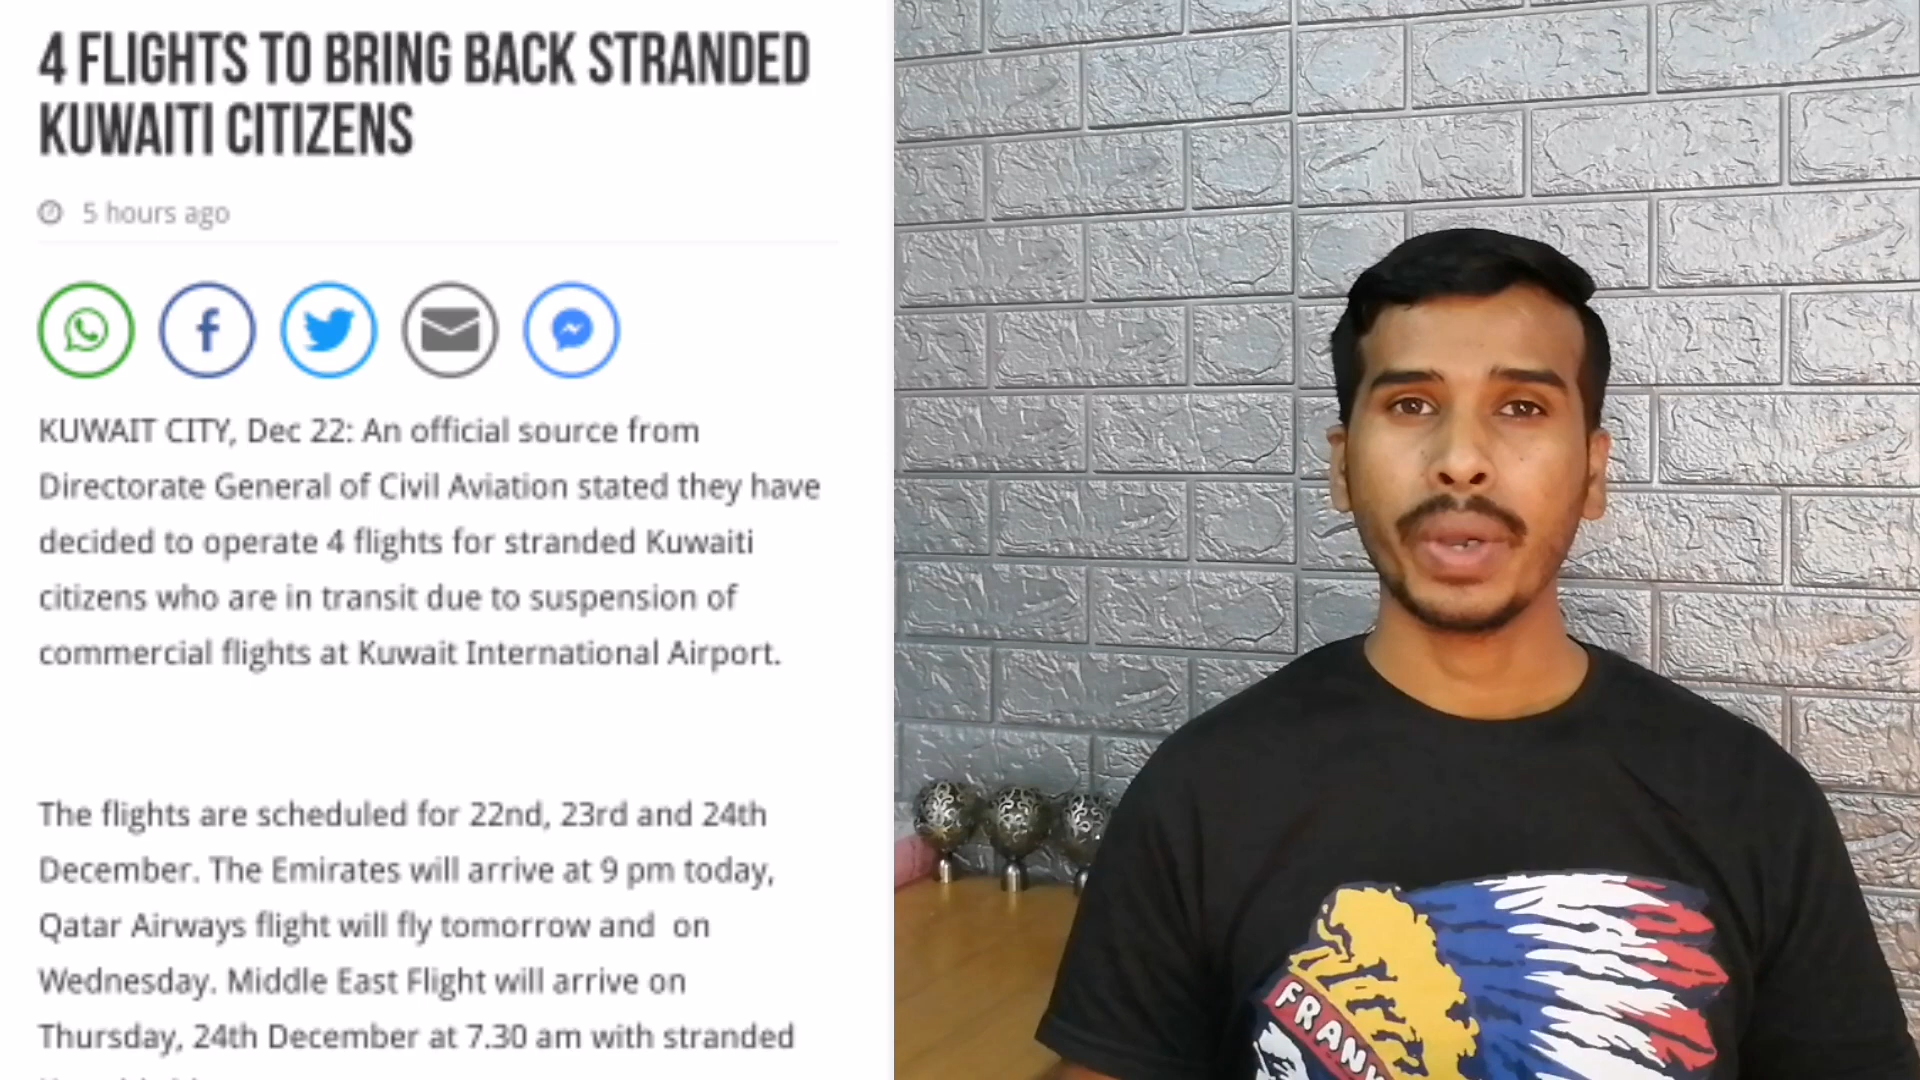 4 FLIGHTS TO BRING BACK STRANDED
KUWAITI CITIZENS
5 hours ago
KUWAIT CITY, Dec 22: An official source from
Directorate General of Civil Aviation stated they have
decided to operate 4 flights for stranded Kuwaiti
citizens who are in transit due to suspension of
commercial flights at Kuwait International Airport.
The flights are scheduled for 22nd, 23rd and 24th
December. The Emirates will arrive at 9 pm today,
Qatar Airways flight will fly tomorrow and on
Wednesday. Middle East Flight will arrive on
Thursday, 24th December at 7.30 am with stranded